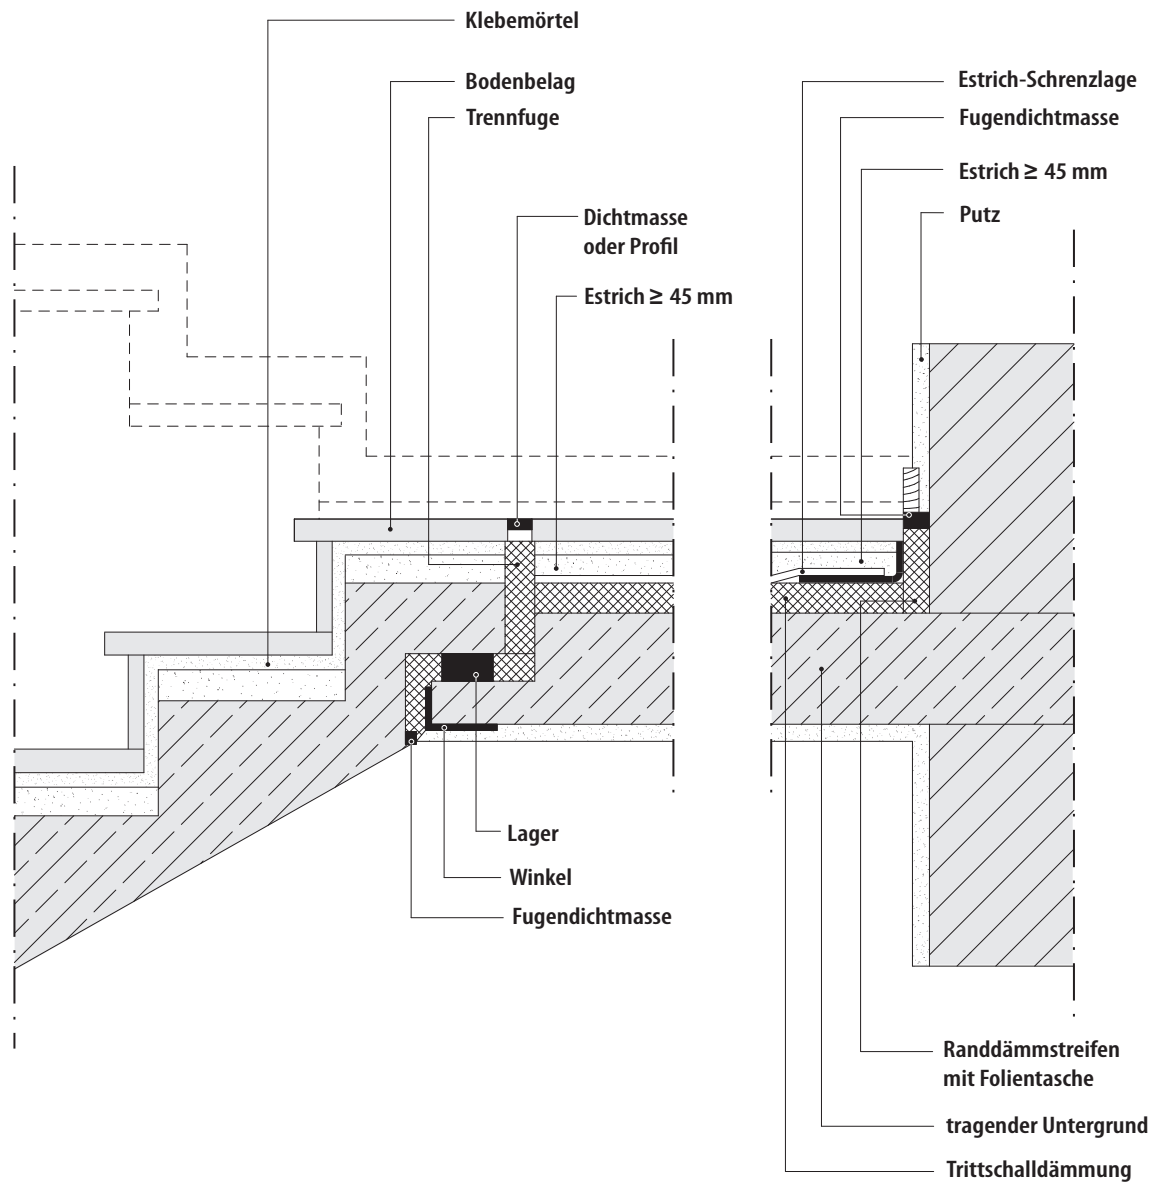 Klebemörtel
Bodenbelag
Trennfuge
Dichtmasse
oder Profil
Estrich ≥ 45 mm
Estrich-Schrenzlage
Fugendichtmasse
Estrich ≥ 45 mm
Putz
Lager
Winkel
Fugendichtmasse
Randdämmstreifen
mit Folientasche
tragender Untergrund
Trittschalldämmung